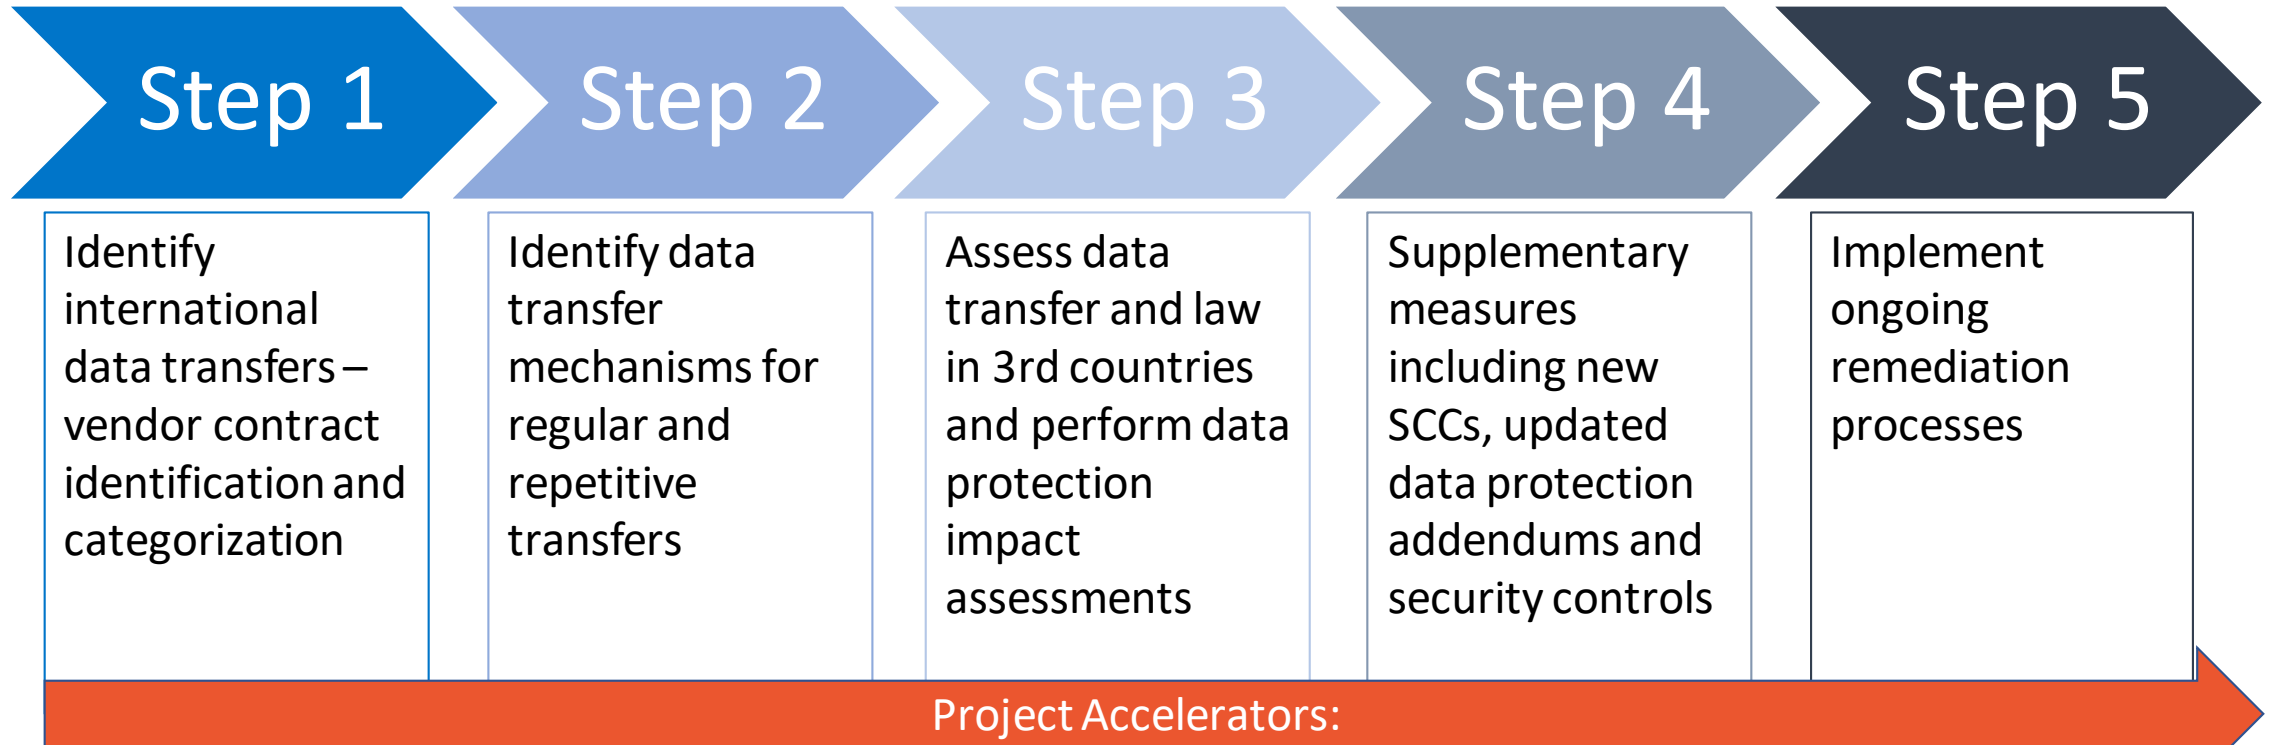 Step 1
Step 2
Step 3
Step 4
Step 5
Identify
international
data transfers –
vendor contract
identification and
categorization
Identify data
transfer
mechanisms for
regular and
repetitive
transfers
Assess data
transfer and law
in 3rd countries
and perform data
protection
impact
assessments
Supplementary
measures
including new
SCCs, updated
data protection
addendums and
security controls
Implement
ongoing
remediation
processes
Project Accelerators: